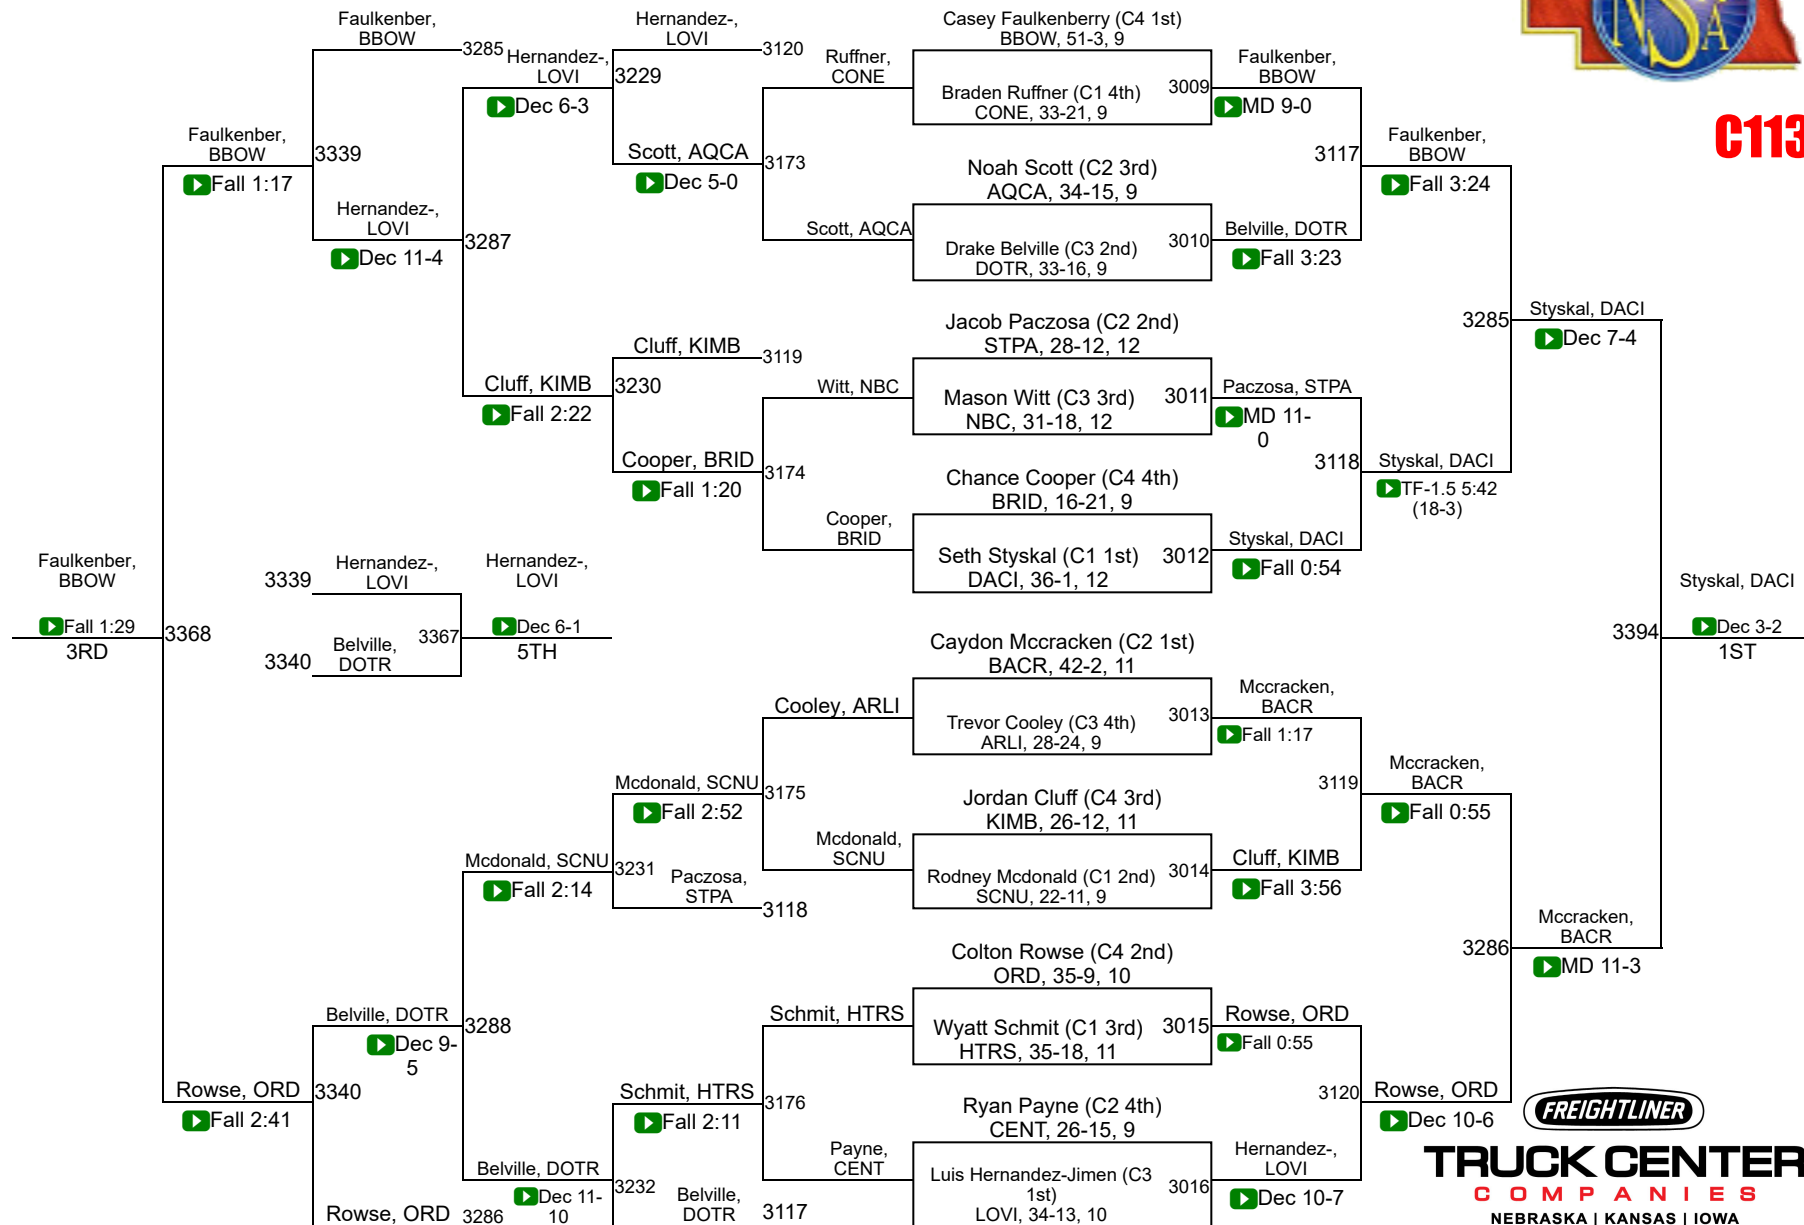 Faulkenber,
BBOW
3285
Hernandez-,
LOVI
Dec 6-3
Hernandez-,
LOVI
3120
3229
Scott, AQCA
Dec 5-0
3173
Ruffner,
CONE
Scott, AQCA
Casey Faulkenberry (C4 1st)
BBOW, 51-3, 9
Braden Ruffner (C1 4th)
CONE, 33-21, 9
3009
Faulkenber,
BBOW
MD 9-0
Noah Scott (C2 3rd)
AQCA, 34-15, 9
Drake Belville (C3 2nd)
DOTR, 33-16, 9
3010
Belville, DOTR
Fall 3:23
3117
Faulkenber,
BBOW
Fall 3:24
NSA
C113
Faulkenber,
BBOW
Fall 1:17
3339
Hernandez-,
LOVI
Dec 11-4
3287
Cluff, KIMB
Fall 2:22
Cluff, KIMB
3119
3230
Cooper, BRID
Fall 1:20
3174
Witt, NBC
Cooper,
BRID
Jacob Paczosa (C2 2nd)
STPA, 28-12, 12
Mason Witt (C3 3rd)
NBC, 31-18, 12
3011
Paczosa, STPA
MD 11-
0
Chance Cooper (C4 4th)
BRID, 16-21, 9
Seth Styskal (C1 1st)
DACI, 36-1, 12
3012
Styskal, DACI
Fall 0:54
3118
Styskal, DACI
TF-1.5 5:42
(18-3)
3285
Styskal, DACI
Dec 7-4
Faulkenber,
BBOW
Fall 1:29
3RD
3368
3339
Hernandez-,
LOVI
3340
Belville,
DOTR
3367
Hernandez-,
LOVI
Dec 6-1
5TH
3394
Styskal, DACI
Dec 3-2
1ST
Caydon Mccracken (C2 1st)
BACR, 42-2, 11
Cooley, ARLI
Trevor Cooley (C3 4th)
ARLI, 28-24, 9
3013
Mccracken,
BACR
Fall 1:17
Mcdonald, SCNU
Fall 2:52
3175
Mcdonald,
SCNU
Jordan Cluff (C4 3rd)
KIMB, 26-12, 11
Rodney Mcdonald (C1 2nd)
SCNU, 22-11, 9
3014
Cluff, KIMB
Fall 3:56
3119
Mccracken,
BACR
Fall 0:55
Mcdonald, SCNU
Fall 2:14
3231
Paczosa,
STPA
3118
3286
Mccracken,
BACR
MD 11-3
Colton Rowse (C4 2nd)
ORD, 35-9, 10
Schmit, HTRS
Wyatt Schmit (C1 3rd)
HTRS, 35-18, 11
3015
Rowse, ORD
Fall 0:55
Belville, DOTR
Dec 9-
5
3288
Rowse, ORD
Fall 2:41
3340
Schmit, HTRS
Fall 2:11
3176
Payne,
CENT
Ryan Payne (C2 4th)
CENT, 26-15, 9
Luis Hernandez-Jimen (C3
1st)
LOVI, 34-13, 10
3016
Hernandez-,
LOVI
Dec 10-7
3120
Rowse, ORD
Dec 10-6
Belville, DOTR
Dec 11-
10
3232
Belville,
DOTR
3117
Rowse, ORD
3286
FREIGHTLINER
TRUCK CENTER
COMPANIES
NEBRASKA | KANSAS | IOWA